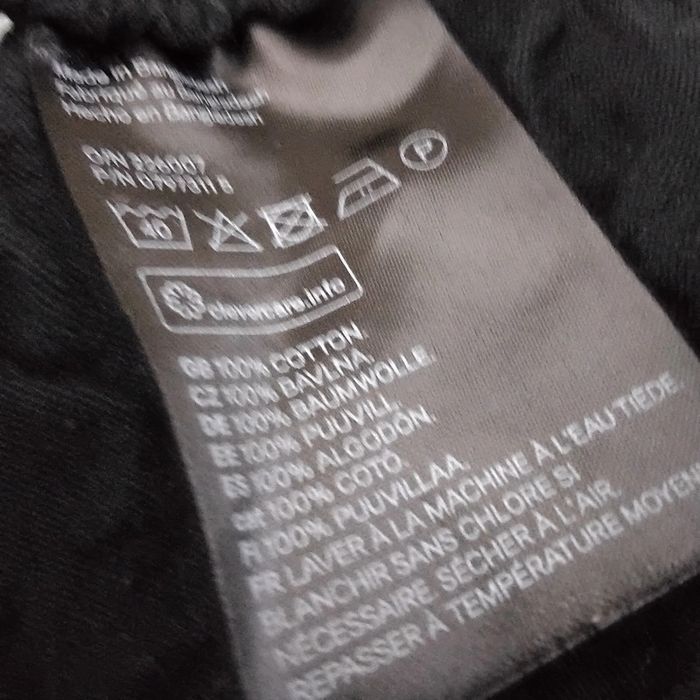 Made in Bangladesh
Fabriqué au Bangladesh
Hecho en Bangladesh
O/N 226007
40
P
clevercare.info
GB 100% COTTON.
CZ 100% BAVLNA.
DE 100% BAUMWOLLE.
EE 100% PUUVILL.
ES 100% ALGODÓN.
cat 100% COTÓ.
FI 100% PUUVILLAA.
FR LAVER À LA MACHINE À L'EAU TIÉDE.
BLANCHIR SANS CHLORE SI
NÉCESSAIRE. SÉCHER À L'AIR.
REPASSER À TEMPÉRATURE MOYEN